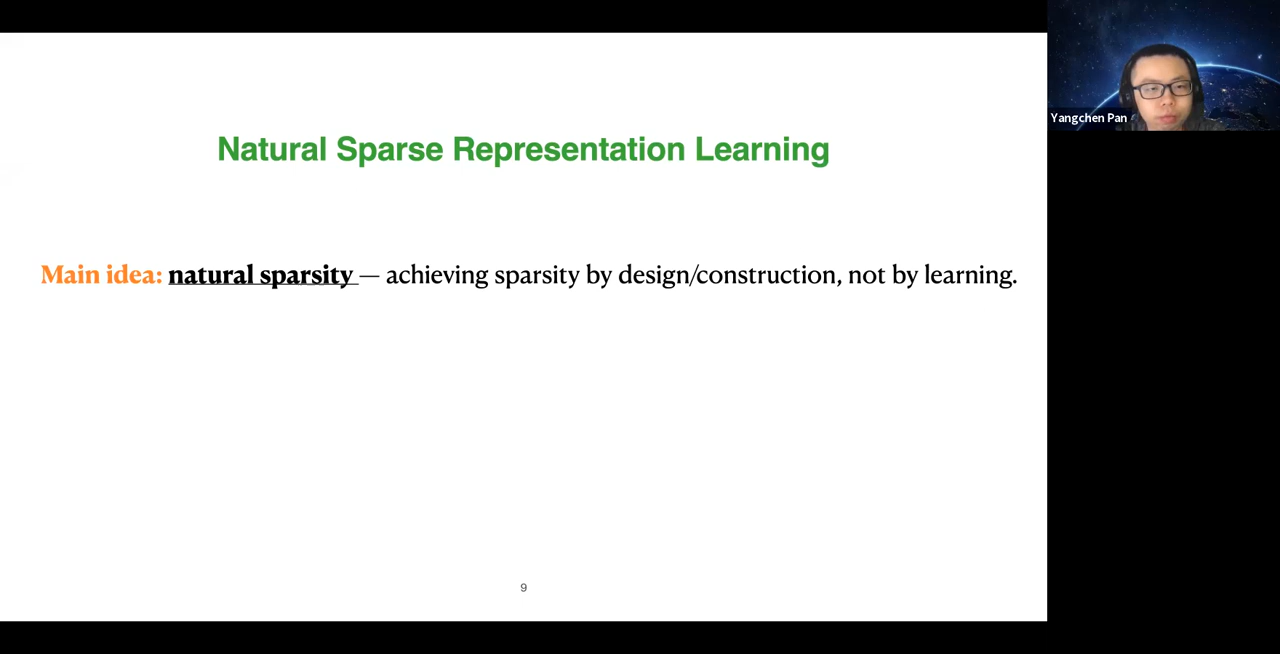 Natural Sparse Representation Learning
Main idea: natural sparsity — achieving sparsity by design/construction, not by learning.
9
Yangchen Pan